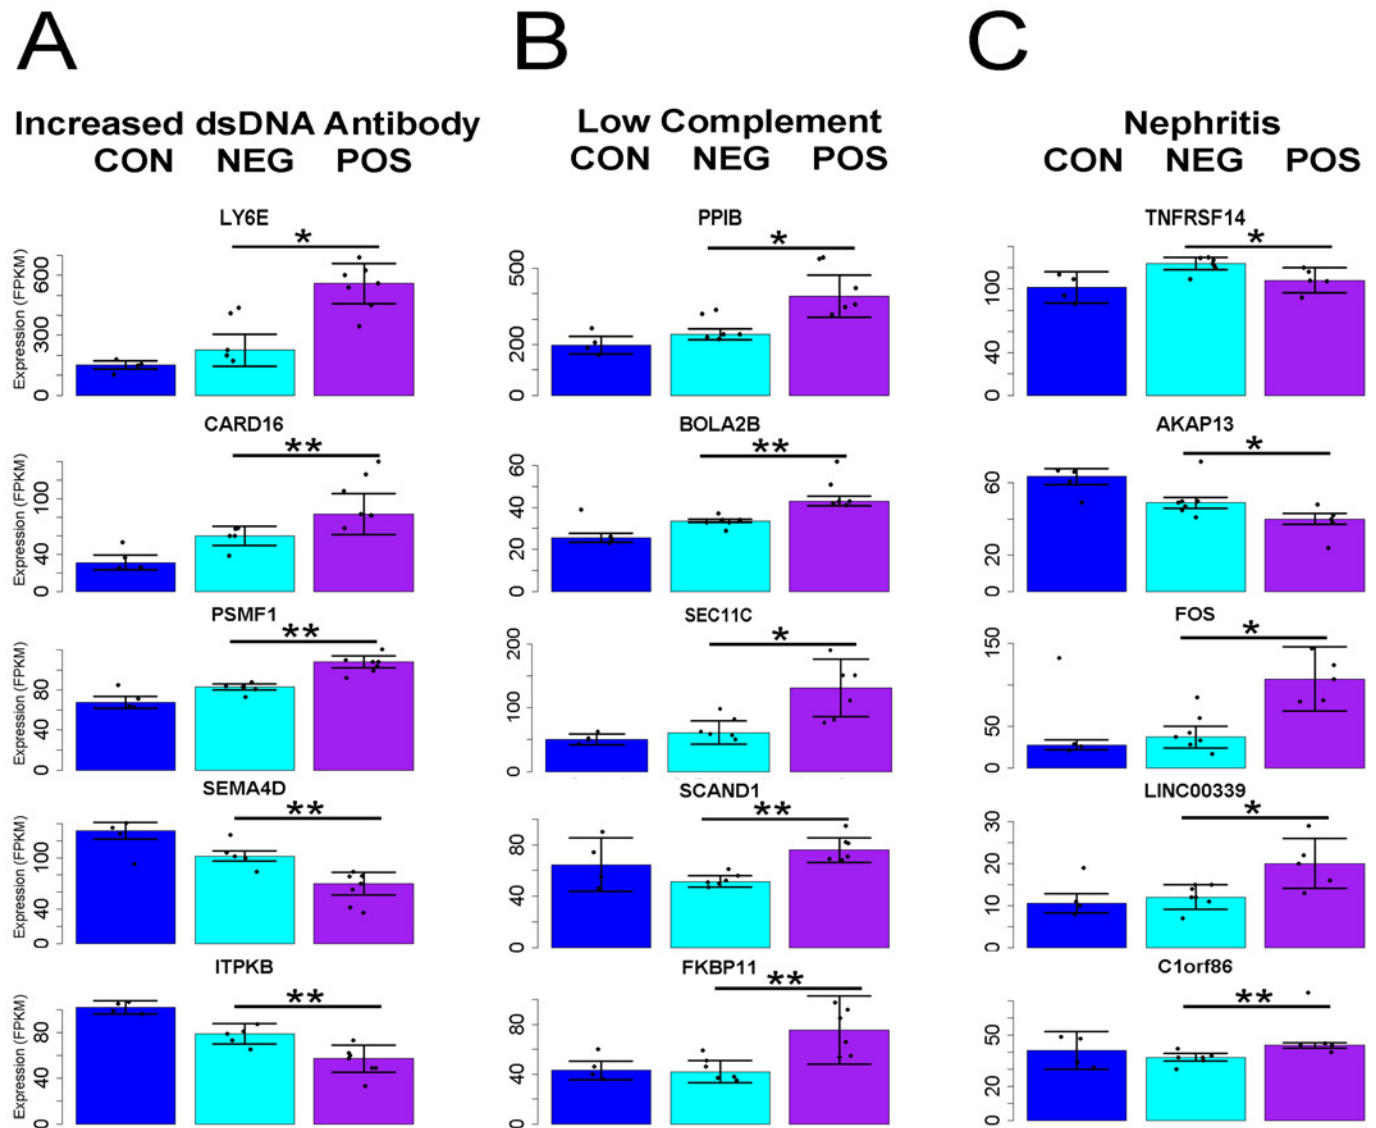 A
B
C
Increased dsDNA Antibody
CON NEG POS
Low Complement
CON NEG POS
Nephritis
CON NEG POS
LY6E
*
Expression (FPKM)
0 300 600
CARD16
**
Expression (FPKM)
0 40 100
PSMF1
**
Expression (FPKM)
0 40 80
SEMA4D
**
Expression (FPKM)
0 40 100
ITPKB
**
Expression (FPKM)
0 40 80
PPIB
*
0 200 500
BOLA2B
**
0 20 40 60
SEC11C
*
0 100 200
SCAND1
**
0 40 80
FKBP11
**
0 40 80
TNFRSF14
*
0 40 100
AKAP13
*
0 20 60
FOS
*
0 50 150
LINC00339
*
0 10 20 30
C1orf86
**
0 20 50